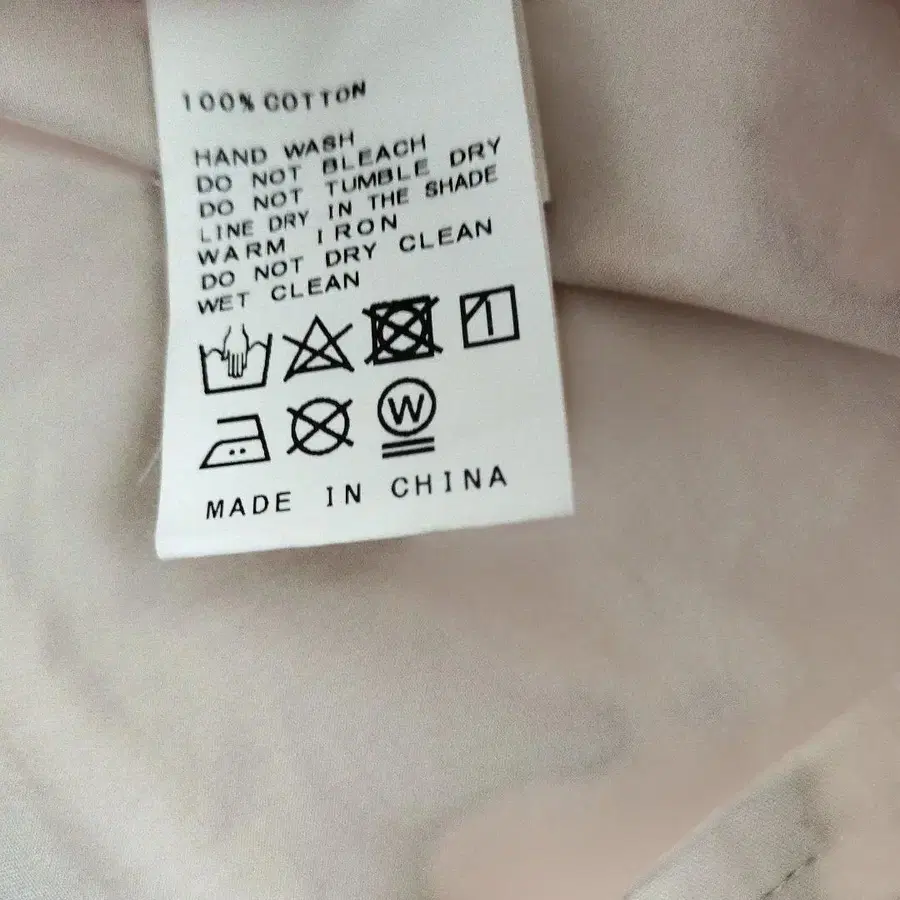 100% COTTON
HAND WASH
DO NOT BLEACH
DO NOT TUMBLE DRY
LINE DRY IN THE SHADE
WARM IRON
DO NOT DRY CLEAN
WET CLEAN
W
MADE IN CHINA